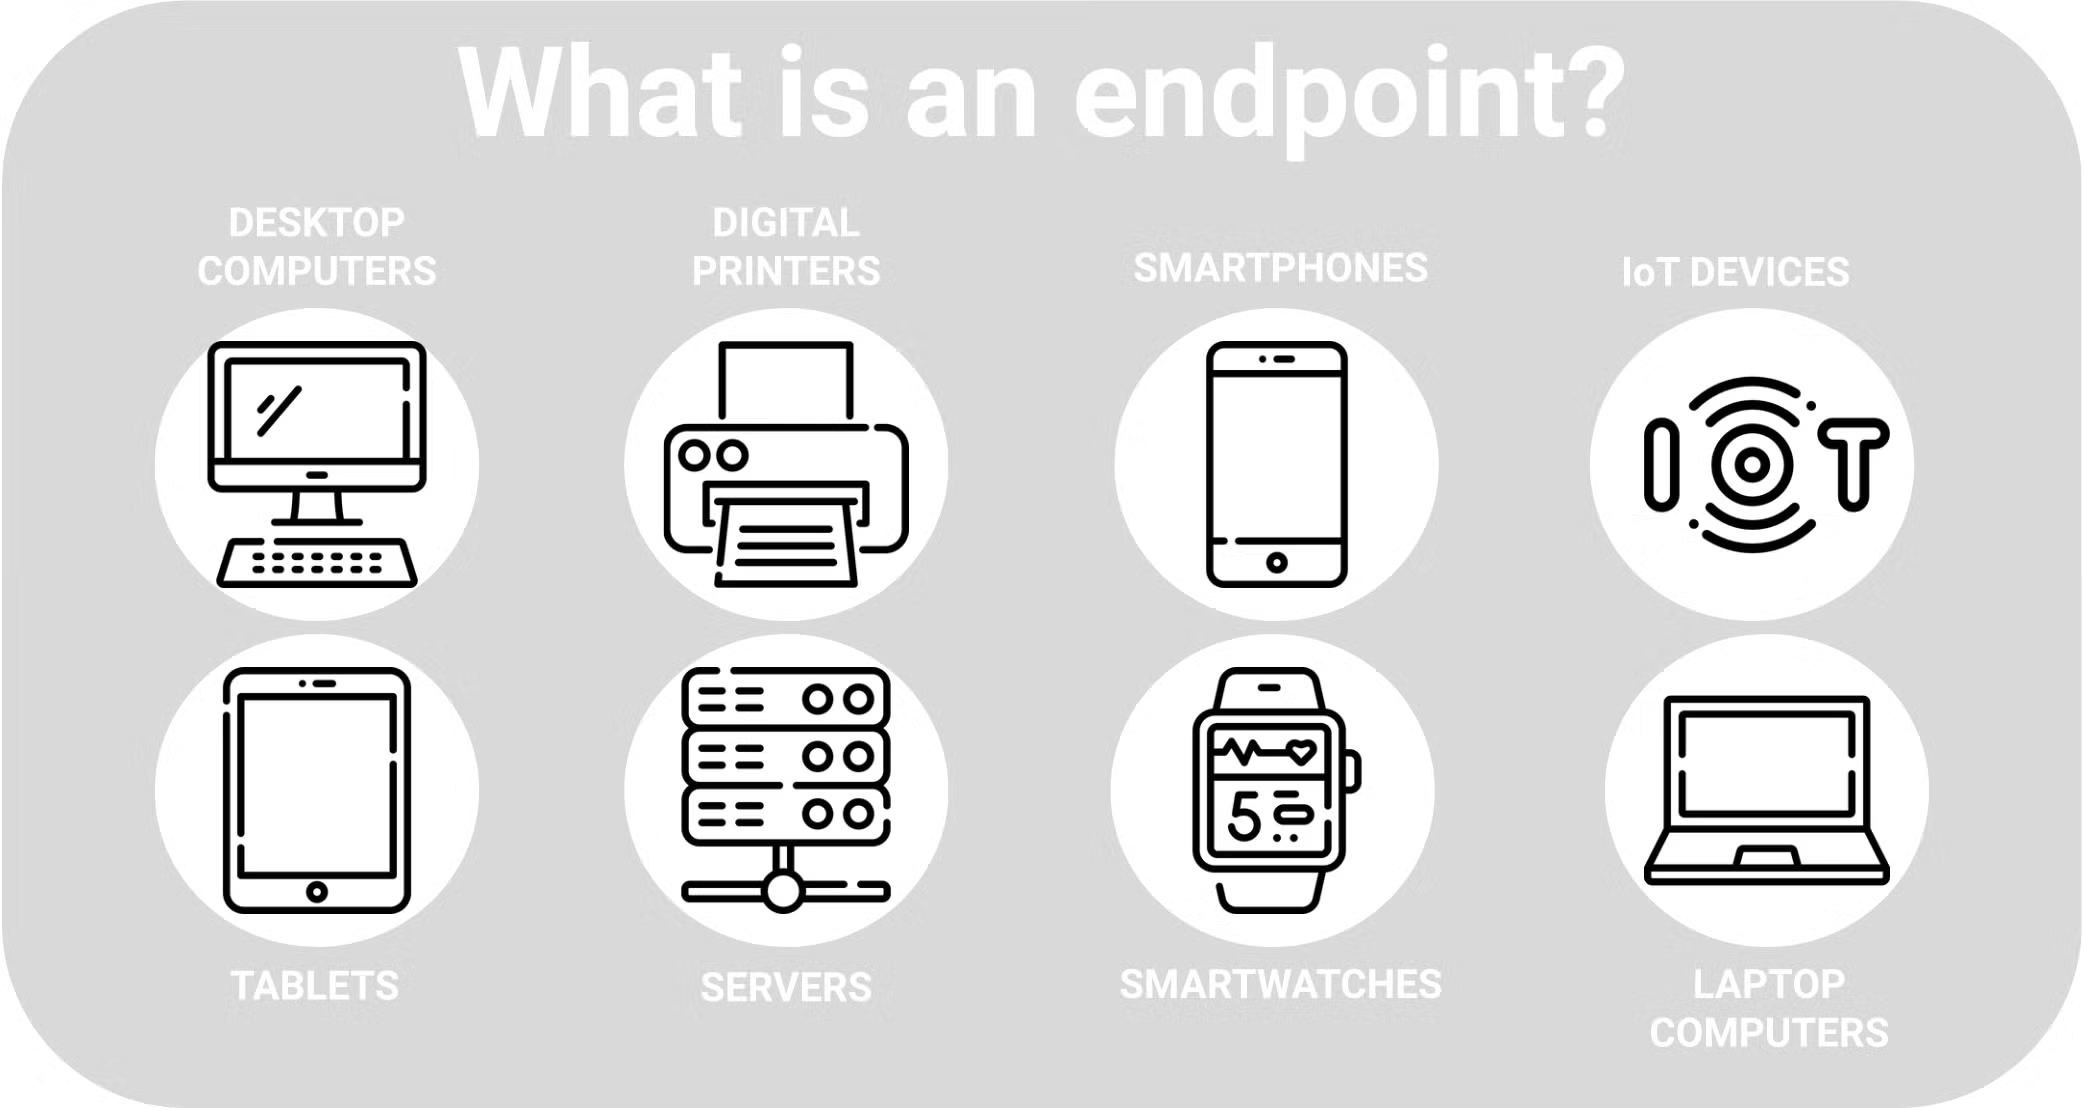 What is an endpoint?
DESKTOP
COMPUTERS
DIGITAL
PRINTERS
SMARTPHONES
IoT DEVICES
IOT
5
TABLETS
SERVERS
SMARTWATCHES
LAPTOP
COMPUTERS